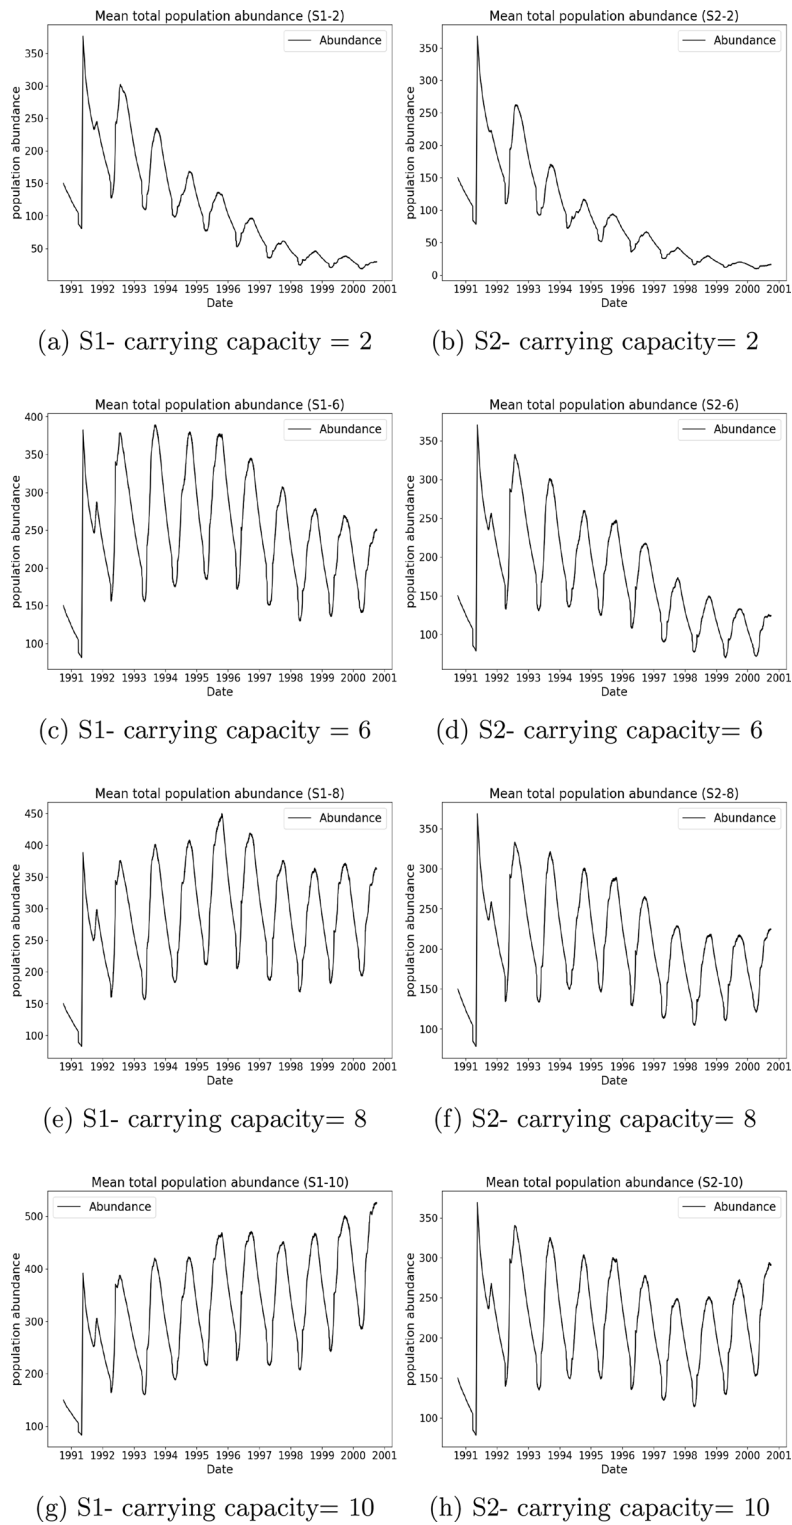 Mean total population abundance (S1-2)
Abundance
population abundance
350
300
250
200
150
100
50
1991 1992 1993 1994 1995 1996 1997 1998 1999 2000 2001
Date
(a) S1- carrying capacity = 2
Mean total population abundance (S2-2)
Abundance
population abundance
350
300
250
200
150
100
50
0
1991 1992 1993 1994 1995 1996 1997 1998 1999 2000 2001
Date
(b) S2- carrying capacity= 2
Mean total population abundance (S1-6)
Abundance
population abundance
400
350
300
250
200
150
100
1991 1992 1993 1994 1995 1996 1997 1998 1999 2000 2001
Date
(c) S1- carrying capacity = 6
Mean total population abundance (S2-6)
Abundance
population abundance
350
300
250
200
150
100
1991 1992 1993 1994 1995 1996 1997 1998 1999 2000 2001
Date
(d) S2- carrying capacity= 6
Mean total population abundance (S1-8)
Abundance
population abundance
450
400
350
300
250
200
150
100
1991 1992 1993 1994 1995 1996 1997 1998 1999 2000 2001
Date
(e) S1- carrying capacity= 8
Mean total population abundance (S2-8)
Abundance
population abundance
350
300
250
200
150
100
1991 1992 1993 1994 1995 1996 1997 1998 1999 2000 2001
Date
(f) S2- carrying capacity= 8
Mean total population abundance (S1-10)
Abundance
population abundance
500
400
300
200
100
1991 1992 1993 1994 1995 1996 1997 1998 1999 2000 2001
Date
(g) S1- carrying capacity= 10
Mean total population abundance (S2-10)
Abundance
population abundance
350
300
250
200
150
100
1991 1992 1993 1994 1995 1996 1997 1998 1999 2000 2001
Date
(h) S2- carrying capacity= 10